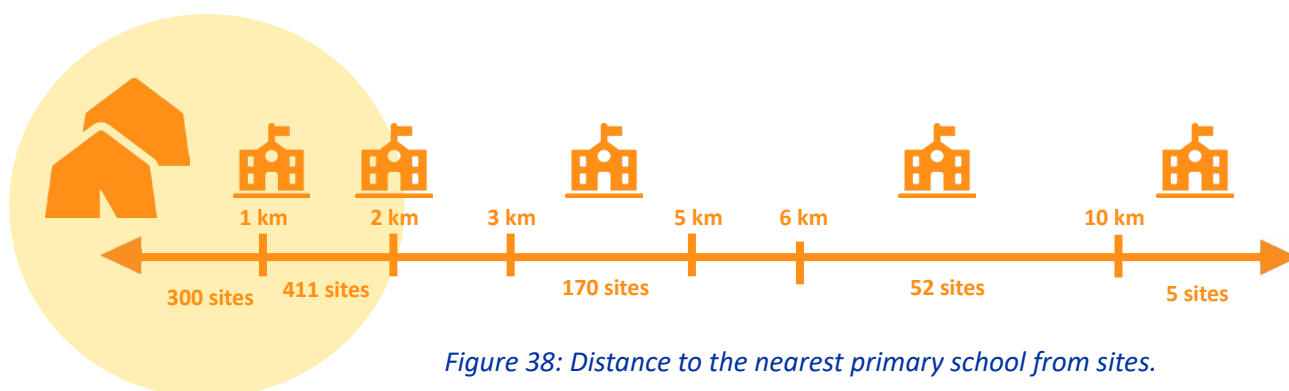 1 km 2 km 3 km 5 km 6 km 10 km
300 sites 411 sites 170 sites 52 sites 5 sites
Figure 38: Distance to the nearest primary school from sites.